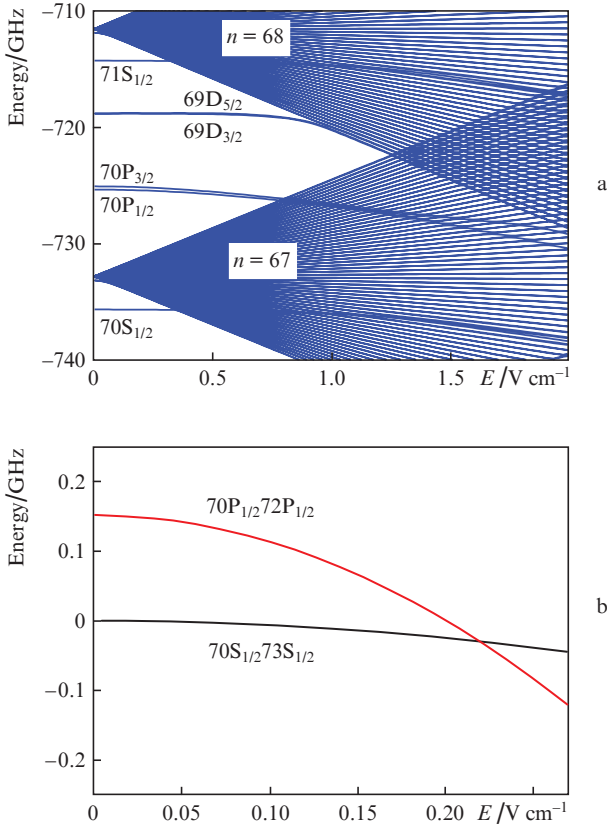 Energy/GHz
−710
−720
−730
−740
n = 68
71S1/2
69D5/2
69D3/2
70P3/2
70P1/2
n = 67
70S1/2
0
0.5
1.0
1.5
E/V cm−1
a
Energy/GHz
0.2
0.1
0
−0.1
−0.2
70P1/272P1/2
70S1/273S1/2
0
0.05
0.10
0.15
0.20
E/V cm−1
b